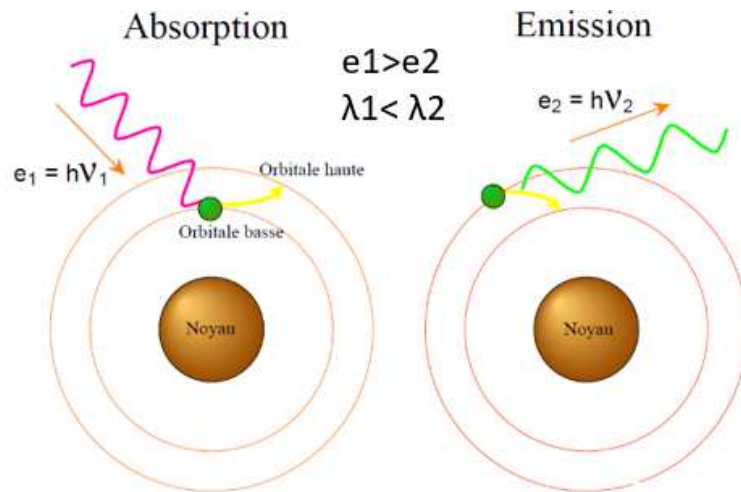 Absorption
Emission
e1>e2
λ1< λ2
e₁ = hν₁
e₂ = hν₂
Orbitale haute
Orbitale basse
Noyau
Noyau